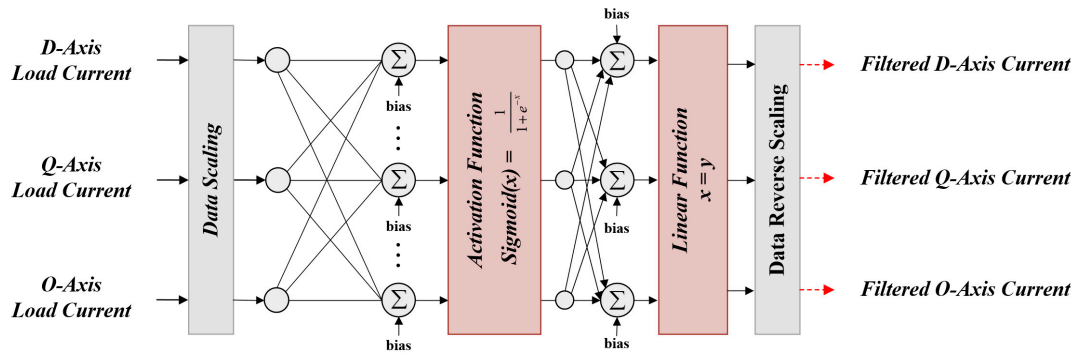 D-Axis
Load Current
Q-Axis
Load Current
O-Axis
Load Current
Data Scaling
Σ
bias
Σ
bias
Σ
bias
Activation Function
Sigmoid(x) = 1 / 1 + e^-x
bias
Σ
Σ
bias
Σ
bias
Linear Function
x = y
Data Reverse Scaling
Filtered D-Axis Current
Filtered Q-Axis Current
Filtered O-Axis Current